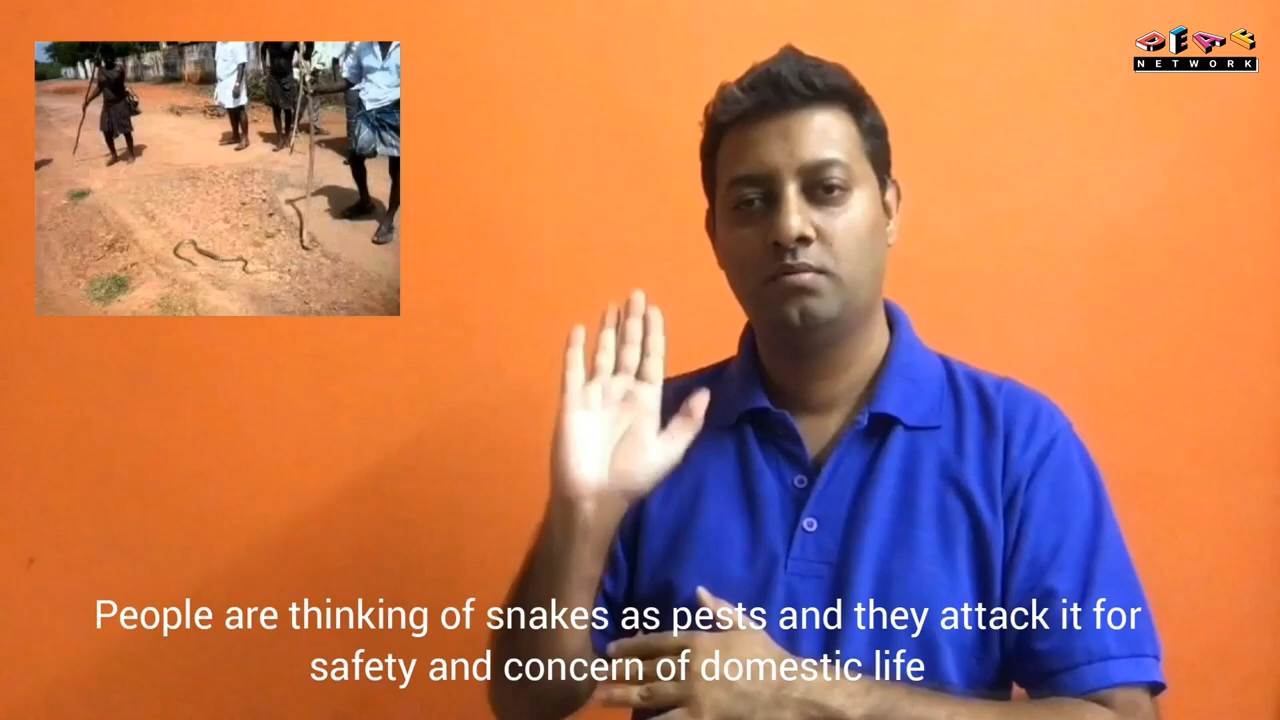 DEAF
NETWORK
People are thinking of snakes as pests and they attack it for
safety and concern of domestic life